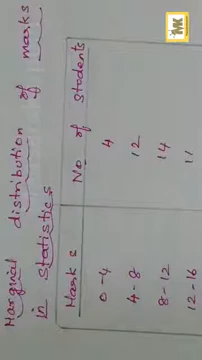 Marginal distribution of marks
in statistics
Marks No of students
0-4 4
4-8 12
8-12 14
12-16 11
MK